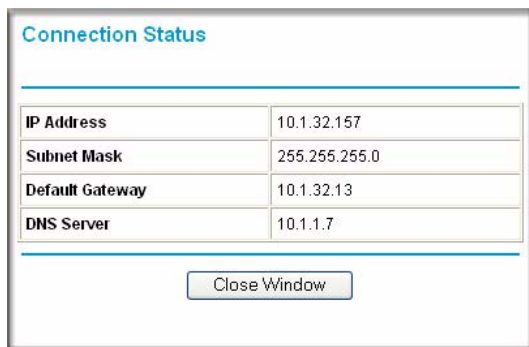 Connection Status
IP Address 10.1.32.157
Subnet Mask 255.255.255.0
Default Gateway 10.1.32.13
DNS Server 10.1.1.7
Close Window